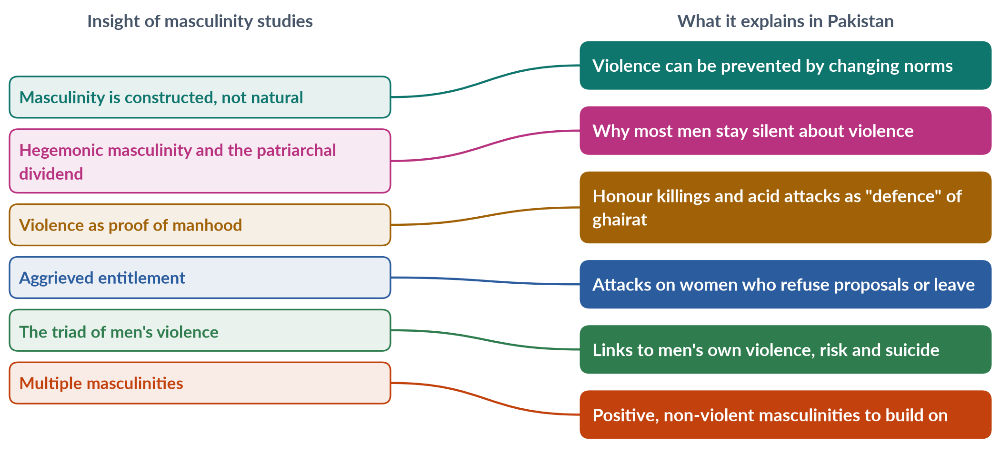 Insight of masculinity studies
What it explains in Pakistan
Masculinity is constructed, not natural
Violence can be prevented by changing norms
Hegemonic masculinity and the patriarchal
dividend
Why most men stay silent about violence
Violence as proof of manhood
Honour killings and acid attacks as "defence" of
ghairat
Aggrieved entitlement
Attacks on women who refuse proposals or leave
The triad of men's violence
Links to men's own violence, risk and suicide
Multiple masculinities
Positive, non-violent masculinities to build on